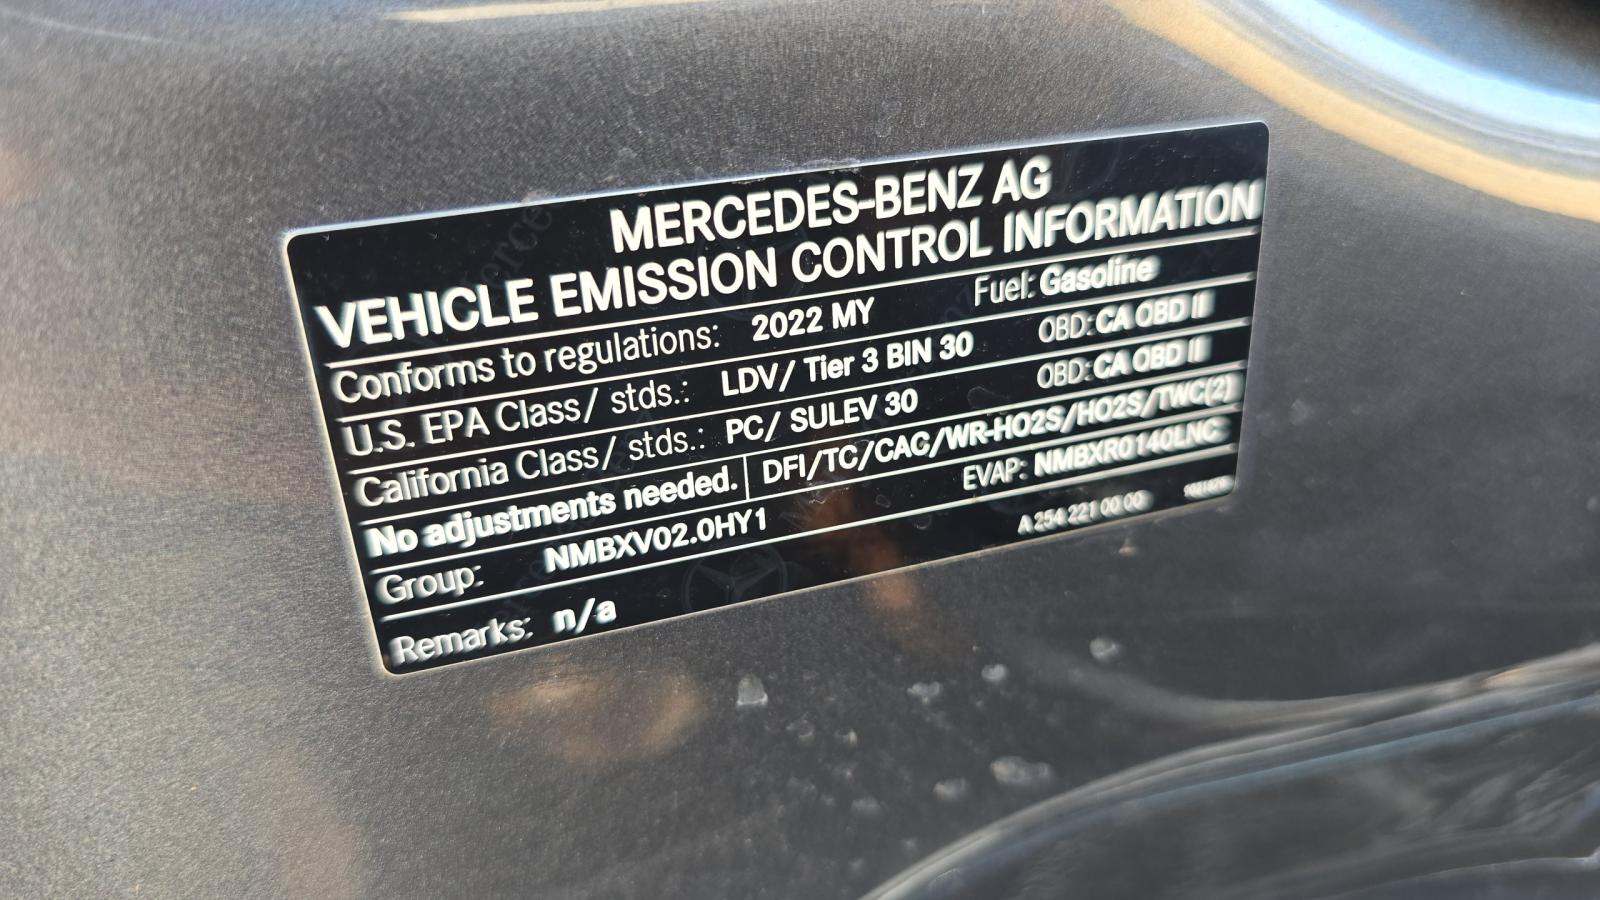 MERCEDES-BENZ AG
VEHICLE EMISSION CONTROL INFORMATION
Conforms to regulations: 2022 MY Fuel: Gasoline
U.S. EPA Class/ stds.: LDV/ Tier 3 BIN 30 OBD: CA OBD II
California Class/ stds.: PC/ SULEV 30 OBD: CA OBD II
No adjustments needed. DFI/TC/CAC/WR-HO2S/HO2S/TWC(2)
Group: NMBXV02.0HY1 EVAP: NMBXR0140LNC
Remarks: n/a A 254 221 00 00